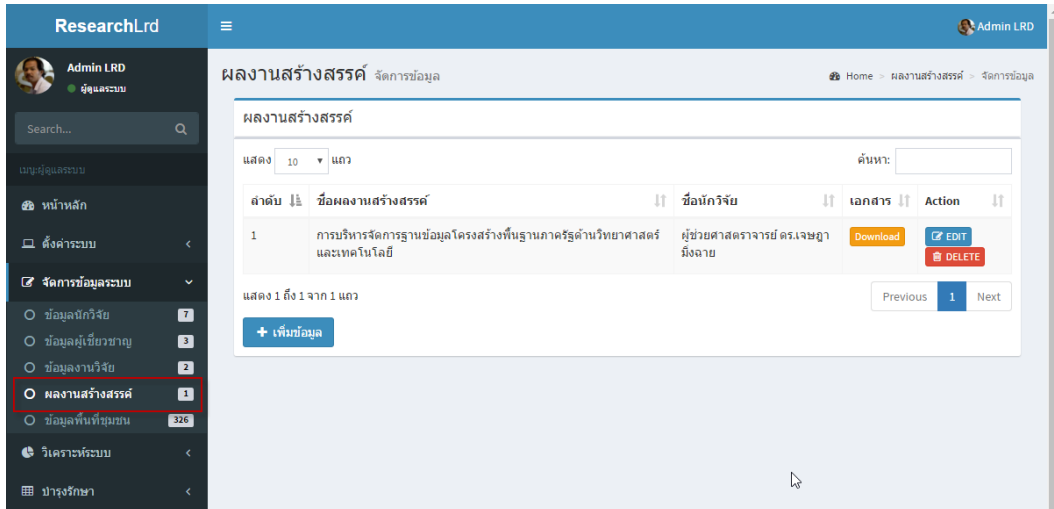 ResearchLrd
Admin LRD
Admin LRD
ผู้ดูแลระบบ
Search...
เมนูผู้ดูแลระบบ
หน้าหลัก
ตั้งค่าระบบ
จัดการข้อมูลระบบ
ข้อมูลนักวิจัย 7
ข้อมูลผู้เชี่ยวชาญ 3
ข้อมูลงานวิจัย 2
ผลงานสร้างสรรค์ 1
ข้อมูลพื้นที่ชุมชน 326
วิเคราะห์ระบบ
บำรุงรักษา
ผลงานสร้างสรรค์ จัดการข้อมูล
Home > ผลงานสร้างสรรค์ > จัดการข้อมูล
ผลงานสร้างสรรค์
แสดง 10 แถว
ค้นหา:
ลำดับ ชื่อผลงานสร้างสรรค์ ชื่อนักวิจัย เอกสาร Action
1 การบริหารจัดการฐานข้อมูลโครงสร้างพื้นฐานภาครัฐด้านวิทยาศาสตร์ ผู้ช่วยศาสตราจารย์ ดร.เจษฎา Download EDIT
และเทคโนโลยี มิ่งฉาย DELETE
แสดง 1 ถึง 1 จาก 1 แถว
Previous 1 Next
+ เพิ่มข้อมูล